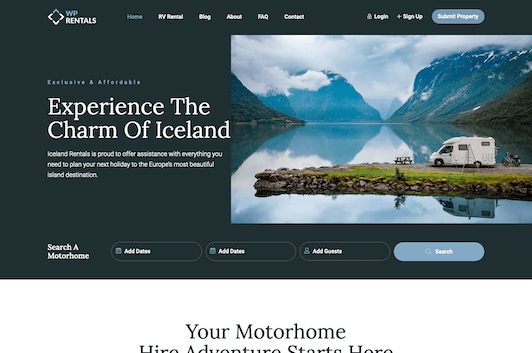 WP
RENTALS
Home
RV Rental
Blog
About
FAQ
Contact
Login
Sign Up
Submit Property
Exclusive & Affordable
Experience The
Charm Of Iceland
Iceland Rentals is proud to offer assistance with everything you
need to plan your next holiday to the Europe's most beautiful
island destination.
Search A
Motorhome
Add Dates
Add Dates
Add Guests
Search
Your Motorhome
Hire Adventure Starts Here